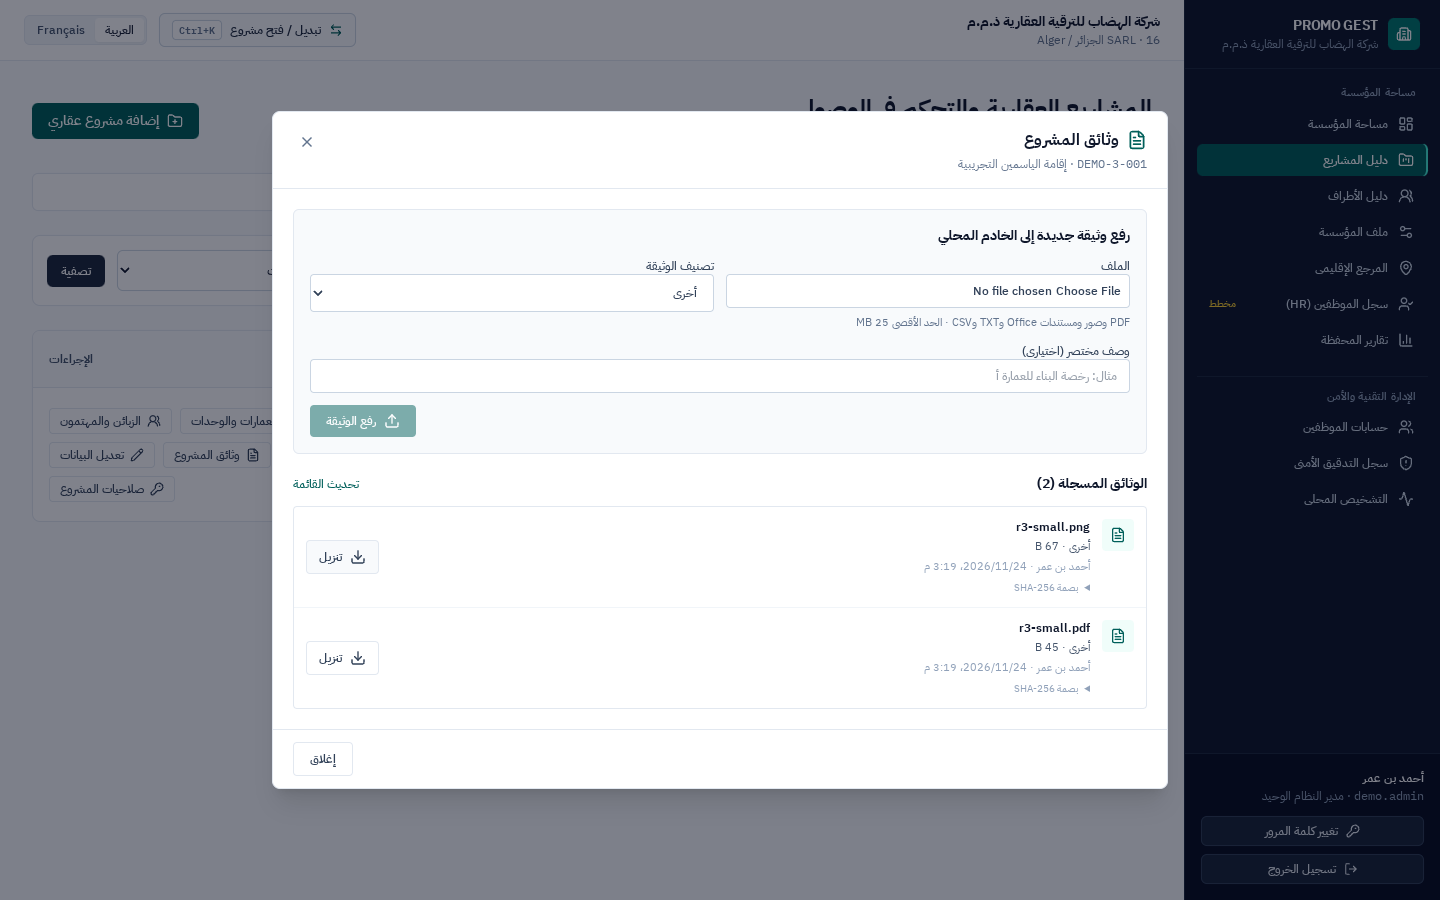 PROMO GEST
شركة الهضاب للترقية العقارية ذ.م.م
مساحة المؤسسة
مساحة المؤسسة
دليل المشاريع
دليل الأطراف
ملف المؤسسة
المرجع الإقليمي
سجل الموظفين (HR)
مخطط
تقارير المحفظة
الإدارة التقنية والأمن
حسابات الموظفين
سجل التدقيق الأمني
التشخيص المحلي
أحمد بن عمر
demo.admin · مدير النظام الوحيد
تغيير كلمة المرور
تسجيل الخروج
شركة الهضاب للترقية العقارية ذ.م.م
SARL · 16 الجزائر / Alger
تبديل / فتح مشروع Ctrl+K
العربية
Français
المشاريع العقارية والتحكم في الوصول
إضافة مشروع عقاري
تصفية
الإجراءات
العمارات والوحدات
الزبائن والمهتمون
وثائق المشروع
تعديل البيانات
صلاحيات المشروع
وثائق المشروع
DEMO-3-001 · إقامة الياسمين التجريبية
رفع وثيقة جديدة إلى الخادم المحلي
الملف
Choose File No file chosen
PDF وصور ومستندات Office وTXT وCSV · الحد الأقصى 25 MB
تصنيف الوثيقة
أخرى
وصف مختصر (اختياري)
مثال: رخصة البناء للعمارة أ
رفع الوثيقة
الوثائق المسجلة (2)
تحديث القائمة
r3-small.png
أخرى · 67 B
أحمد بن عمر · 2026/11/24، 3:19 م
بصمة SHA-256
تنزيل
r3-small.pdf
أخرى · 45 B
أحمد بن عمر · 2026/11/24، 3:19 م
بصمة SHA-256
تنزيل
إغلاق